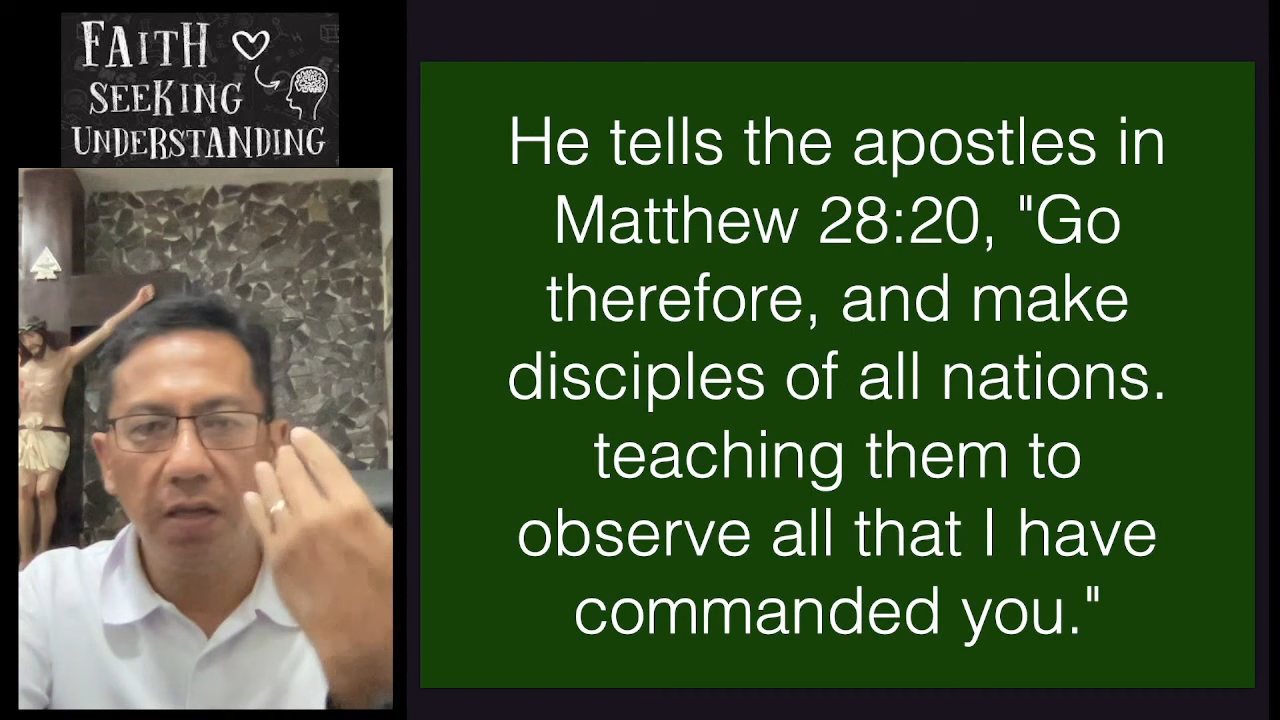 FAITH
SEEKING
UNDERSTANDING
He tells the apostles in
Matthew 28:20, "Go
therefore, and make
disciples of all nations.
teaching them to
observe all that I have
commanded you."